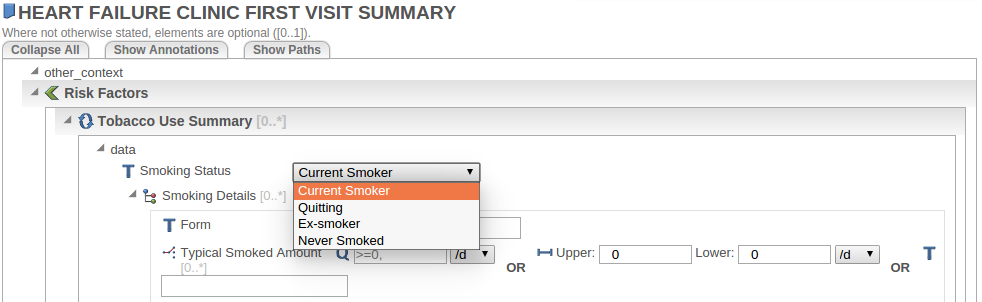 HEART FAILURE CLINIC FIRST VISIT SUMMARY
Where not otherwise stated, elements are optional ([0..1]).
Collapse All Show Annotations Show Paths
other_context
Risk Factors
Tobacco Use Summary [0..*]
data
Smoking Status Current Smoker
Current Smoker
Smoking Details [0..*]
Quitting
Ex-smoker
Form
Never Smoked
Typical Smoked Amount >=0, /d OR Upper: 0 Lower: 0 /d OR
[0..*]